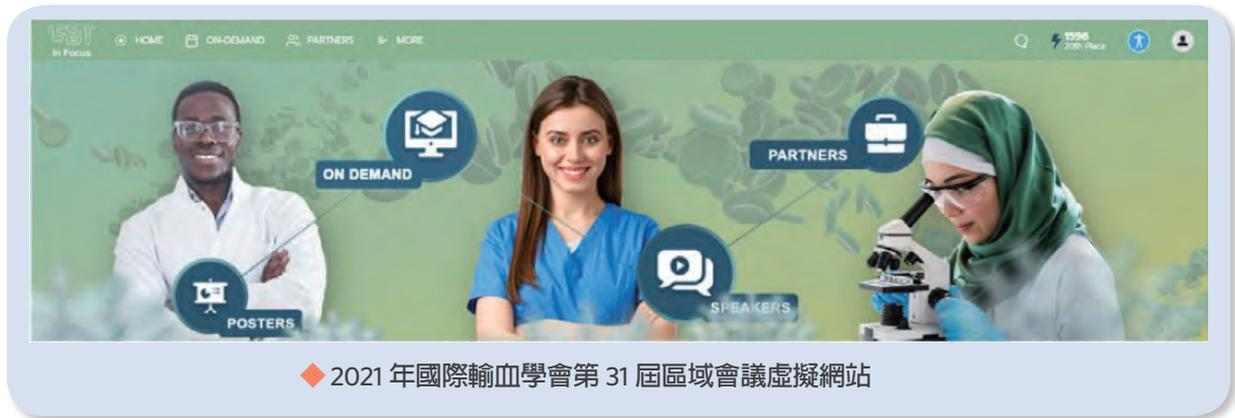 In Focus
HOME ON-DEMAND PARTNERS MORE
1596
20th Place
ON DEMAND
PARTNERS
SPEAKERS
POSTERS
◆2021 年國際輸血學會第 31 屆區域會議虛擬網站